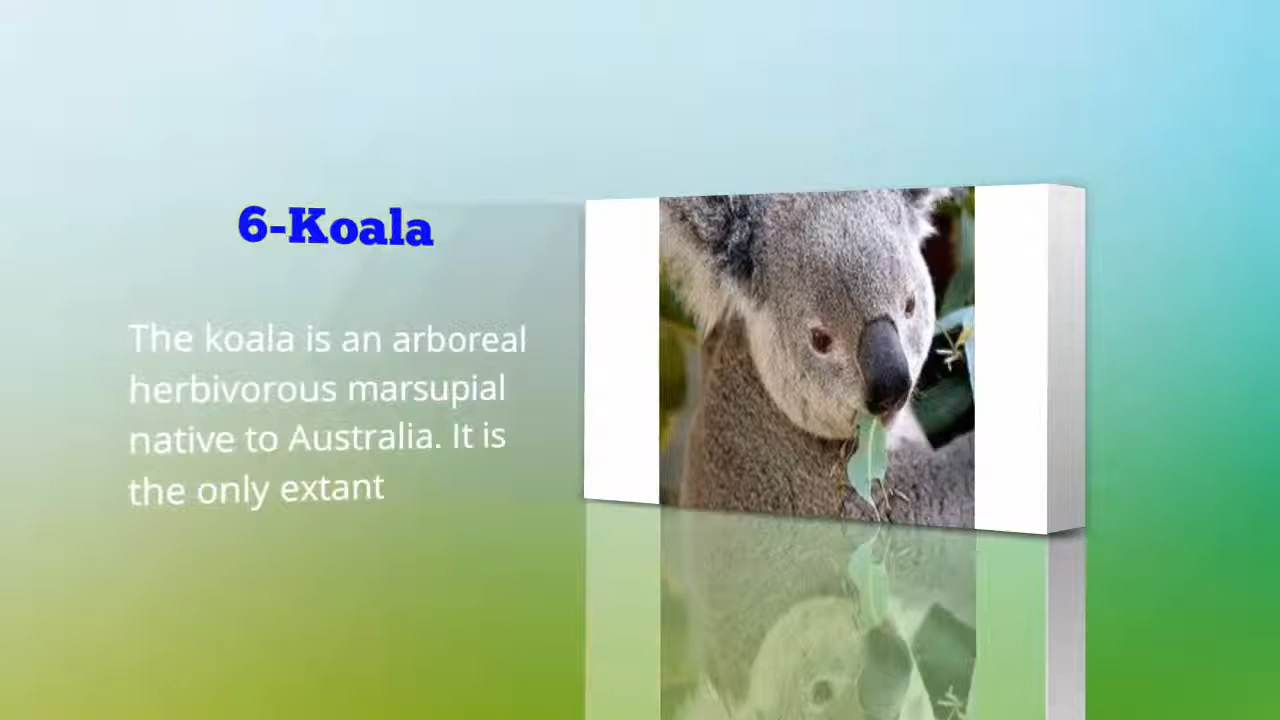 6-Koala
The koala is an arboreal
herbivorous marsupial
native to Australia. It is
the only extant